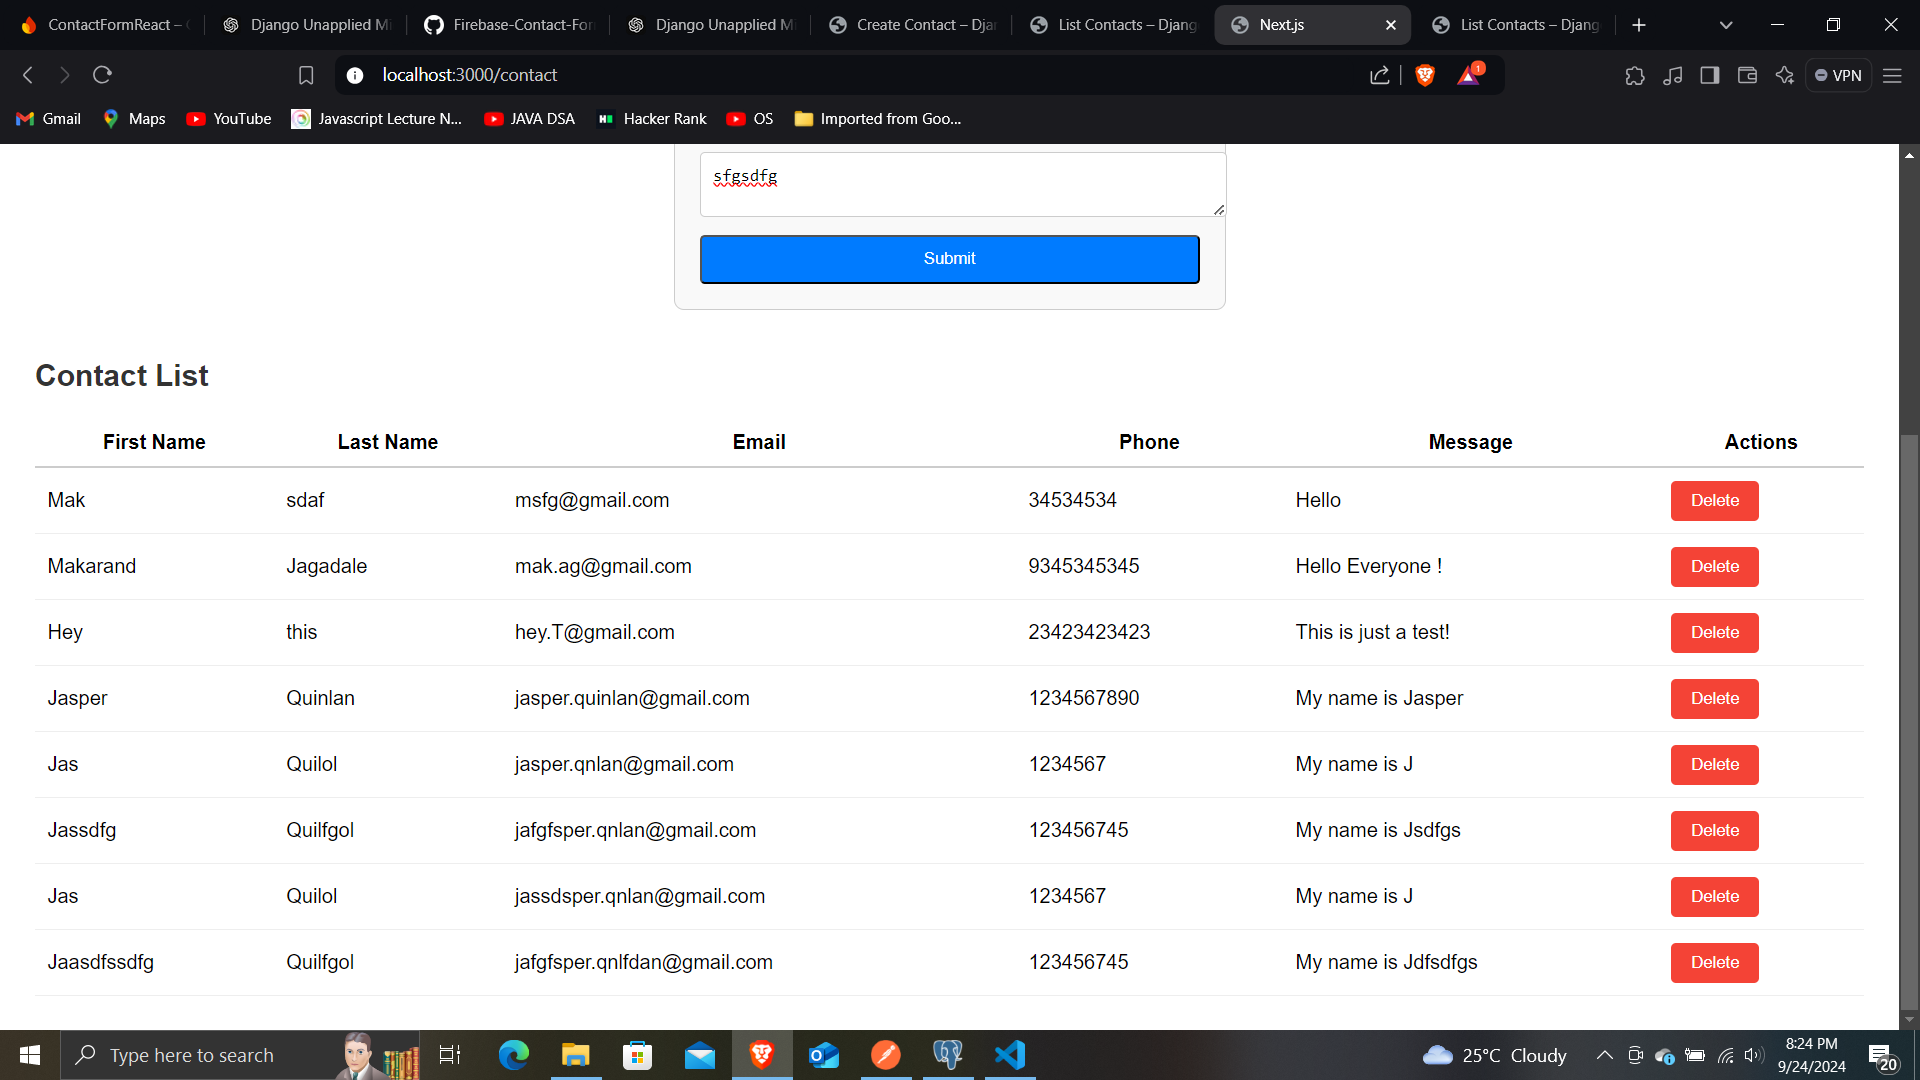 ContactFormReact – C
Django Unapplied Mi
Firebase-Contact-For
Django Unapplied Mi
Create Contact – Djan
List Contacts – Djang
Next.js
List Contacts – Djang
localhost:3000/contact
1
VPN
Gmail
Maps
YouTube
Javascript Lecture N...
JAVA DSA
Hacker Rank
OS
Imported from Goo...
sfgsdfg
Submit
Contact List
First Name Last Name Email Phone Message Actions
Mak sdaf msfg@gmail.com 34534534 Hello Delete
Makarand Jagadale mak.ag@gmail.com 9345345345 Hello Everyone ! Delete
Hey this hey.T@gmail.com 23423423423 This is just a test! Delete
Jasper Quinlan jasper.quinlan@gmail.com 1234567890 My name is Jasper Delete
Jas Quilol jasper.qnlan@gmail.com 1234567 My name is J Delete
Jassdfg Quilfgol jafgfsper.qnlan@gmail.com 123456745 My name is Jsdfgs Delete
Jas Quilol jassdsper.qnlan@gmail.com 1234567 My name is J Delete
Jaasdfssdfg Quilfgol jafgfsper.qnlfdan@gmail.com 123456745 My name is Jdfsdfgs Delete
Type here to search
25°C Cloudy
8:24 PM
9/24/2024
20